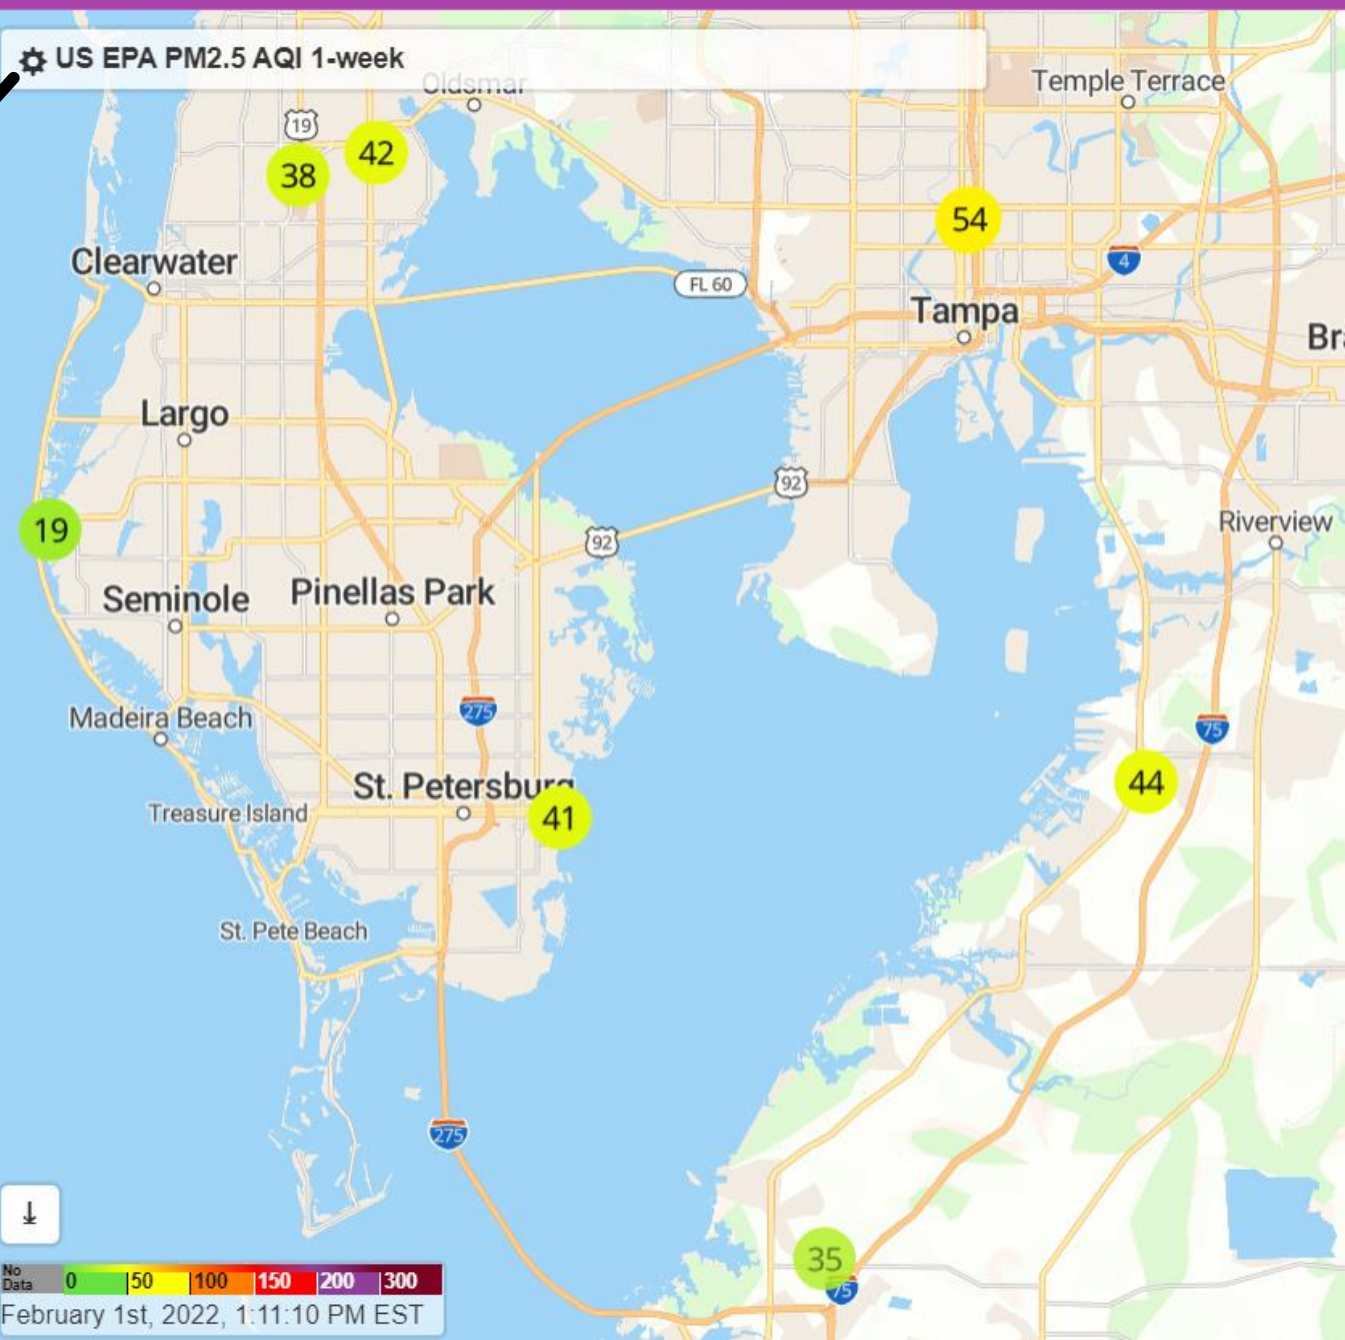 US EPA PM2.5 AQI 1-week
Oldsmar
Temple Terrace
19
42
38
54
Clearwater
4
FL 60
Tampa
Bra
Largo
92
19
92
Riverview
Seminole
Pinellas Park
275
Madeira Beach
75
St. Petersburg
44
Treasure Island
41
St. Pete Beach
275
35
75
No
Data
0 50 100 150 200 300
February 1st, 2022, 1:11:10 PM EST